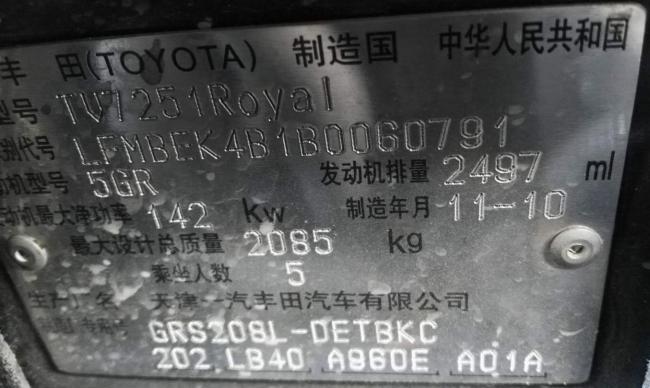 丰 田(TOYOTA) 制造国 中华人民共和国
型号 TV7251Royal
识别代号 LFMBEK4B1B0060791
发动机型号 5GR 发动机排量 2497 ml
发动机最大净功率 142 kw 制造年月 11-10
最大设计总质量 2085 kg
乘坐人数 5
生产厂名 天津一汽丰田汽车有限公司
GRS208L-DETBKC
202 LB40 A960E A01A